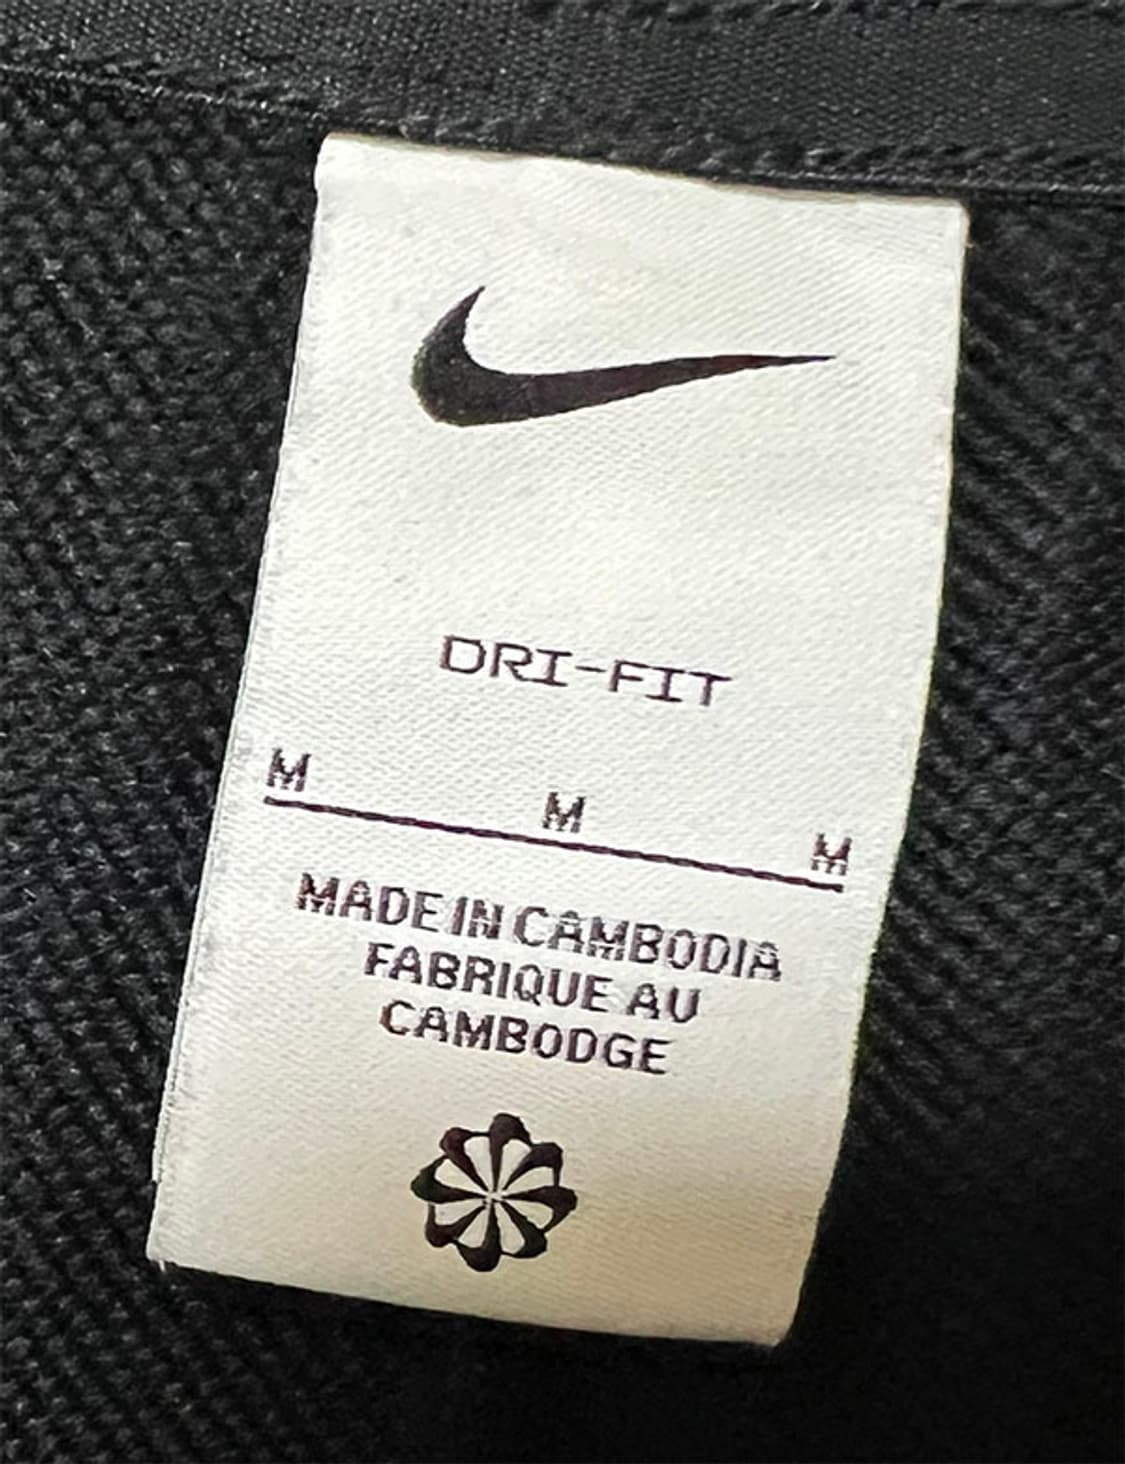 DRI-FIT
M M M
MADE IN CAMBODIA
FABRIQUE AU
CAMBODGE